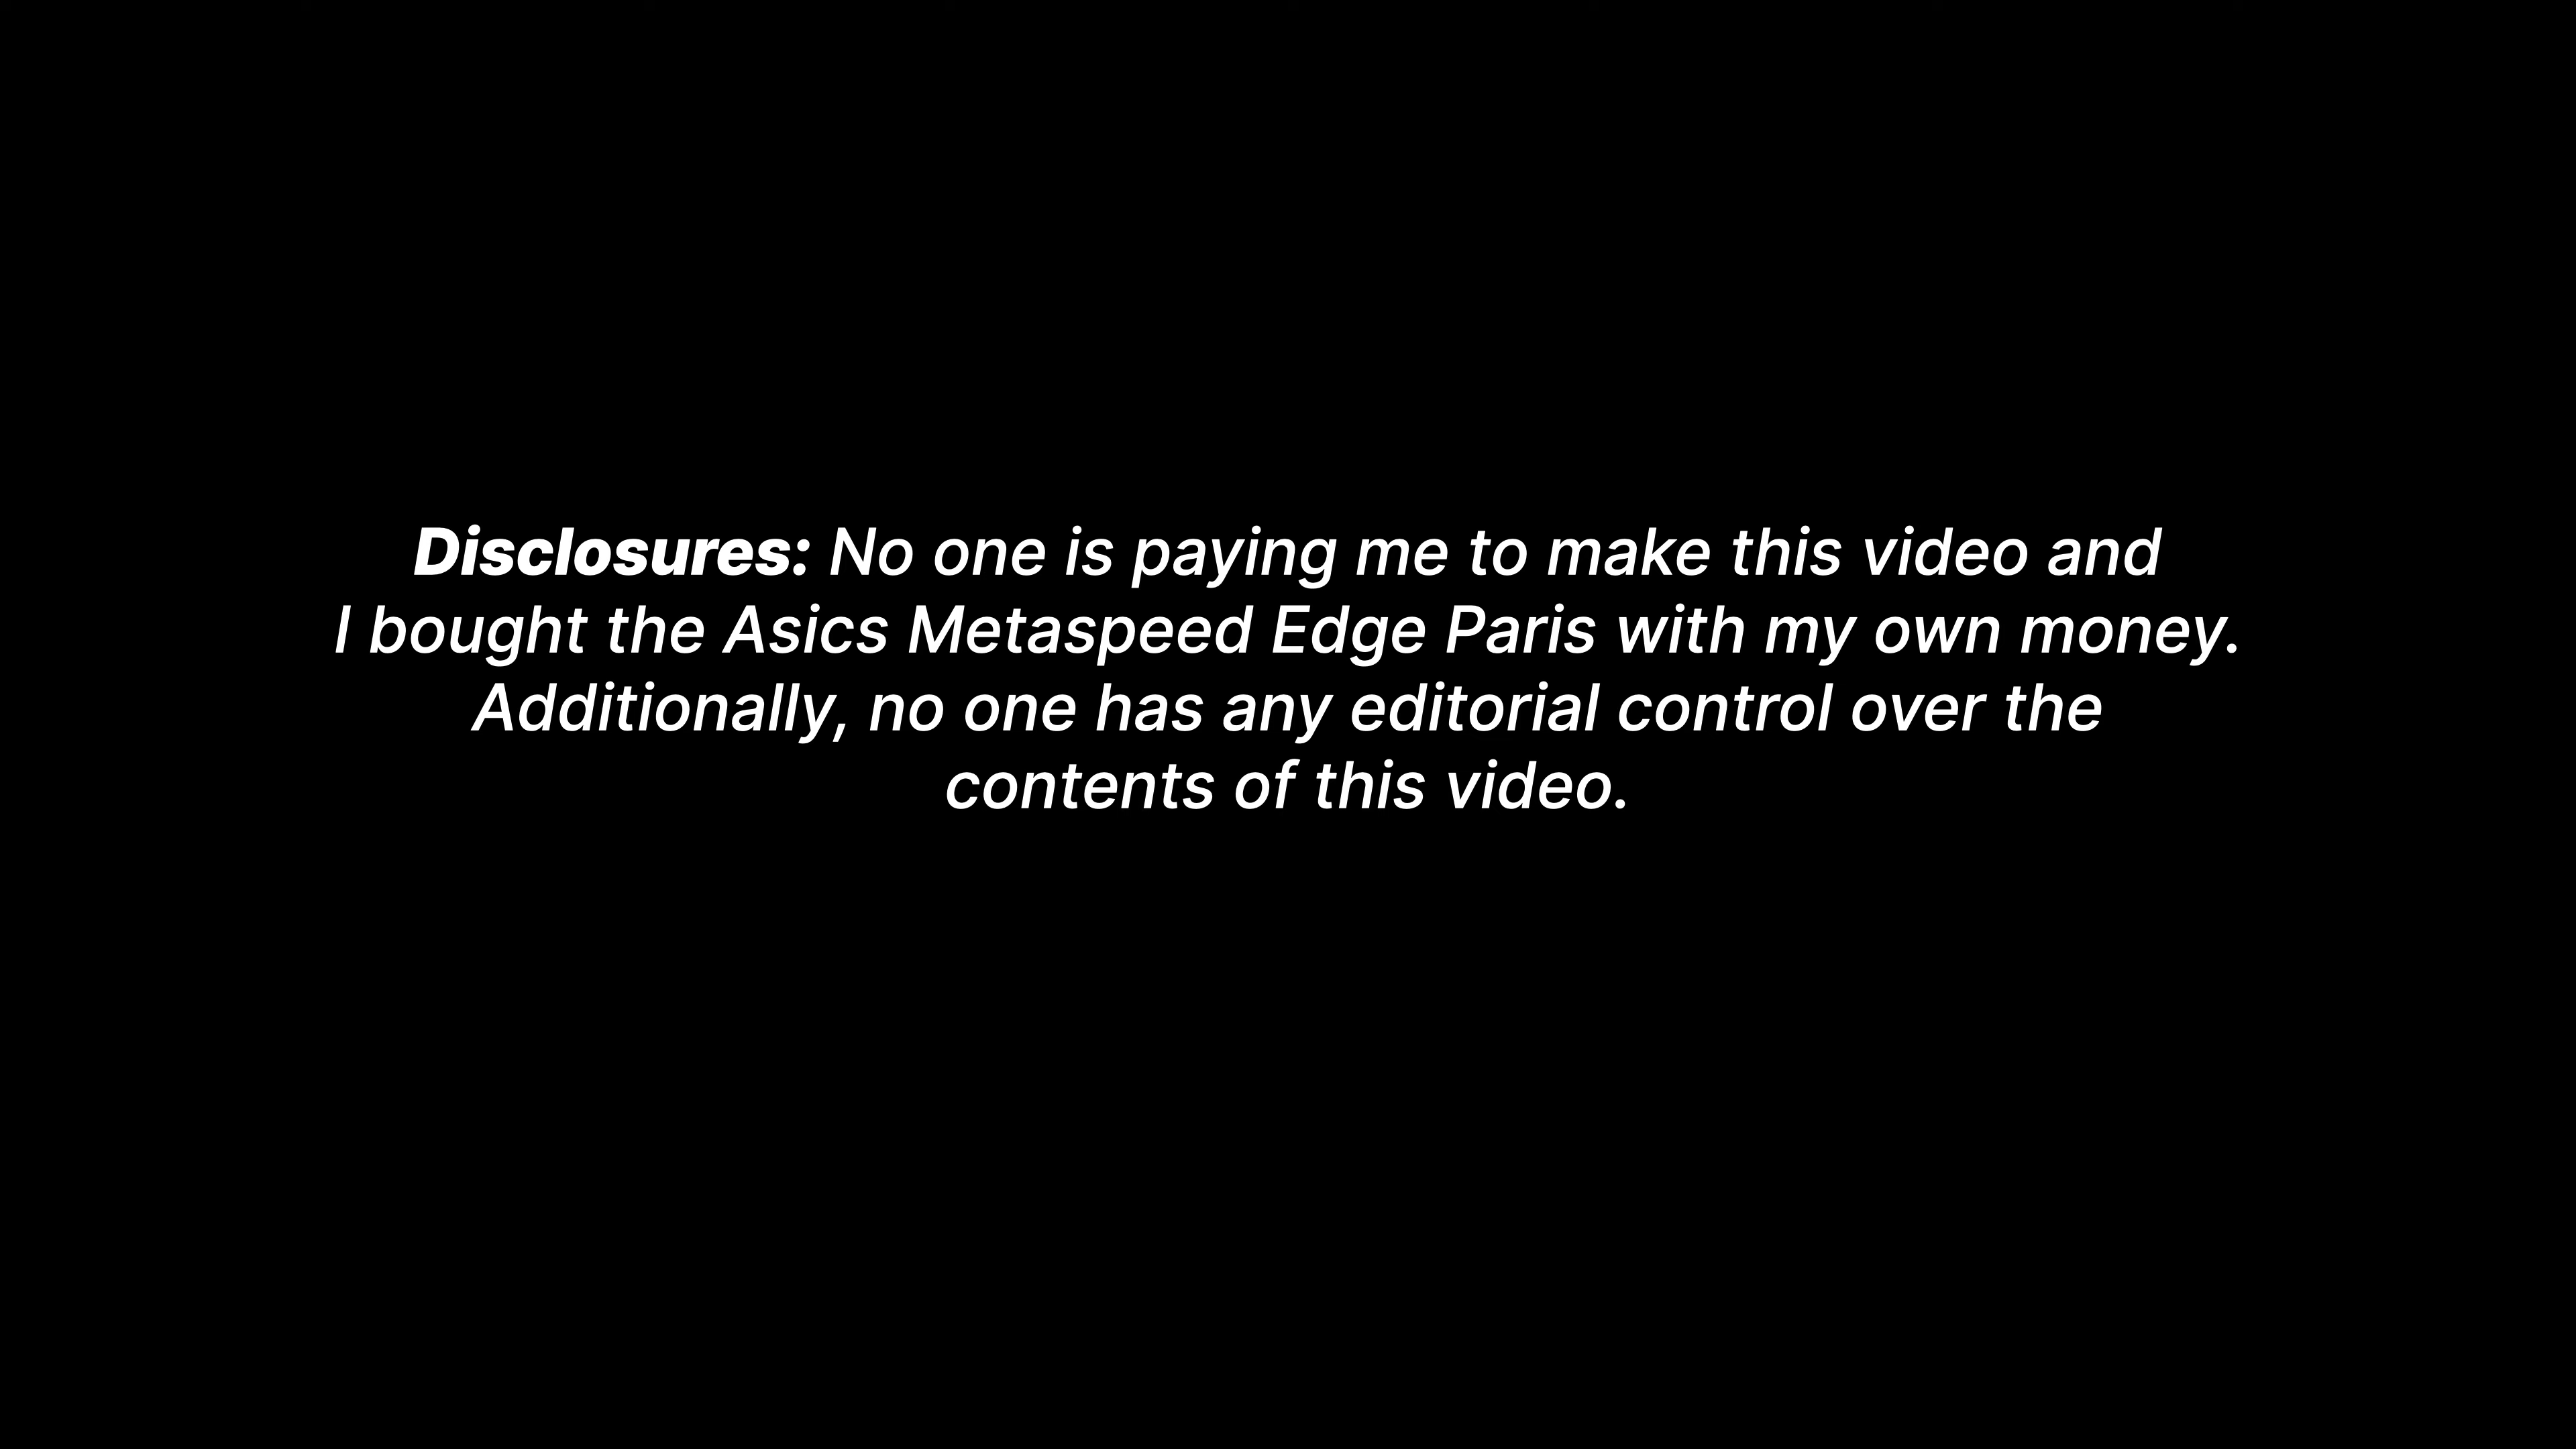 Disclosures: No one is paying me to make this video and
I bought the Asics Metaspeed Edge Paris with my own money.
Additionally, no one has any editorial control over the
contents of this video.